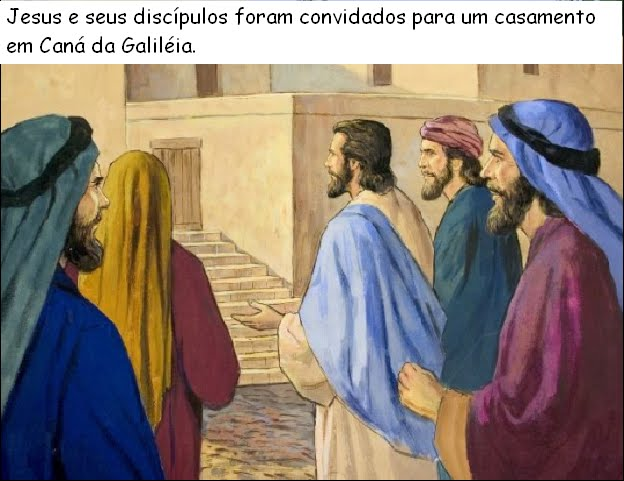 Jesus e seus discípulos foram convidados para um casamento
em Caná da Galiléia.